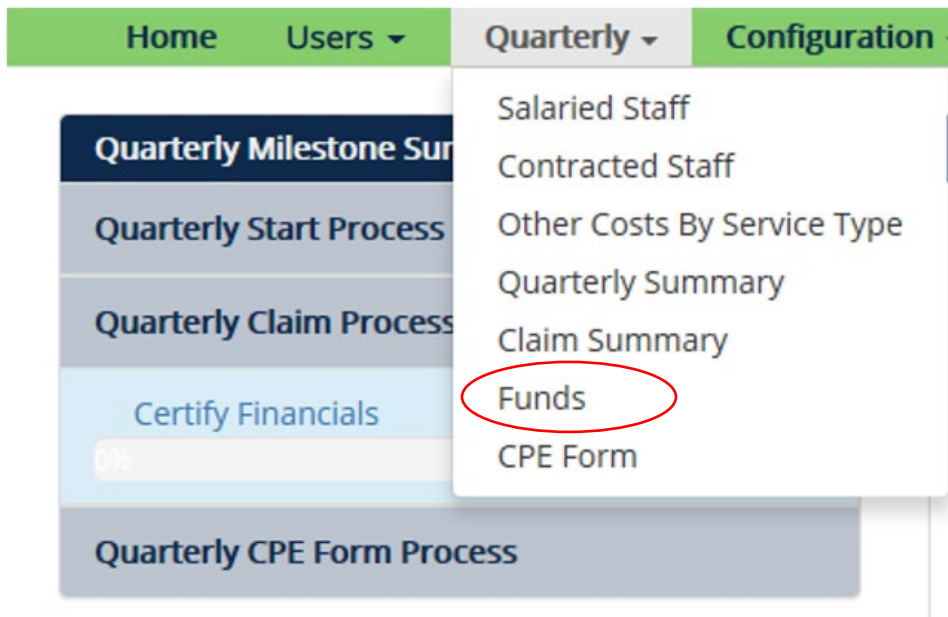 Home Users Quarterly Configuration
Salaried Staff
Contracted Staff
Other Costs By Service Type
Quarterly Summary
Claim Summary
Funds
CPE Form
Quarterly Milestone
Quarterly Start Process
Quarterly Claim Process
Certify Financials
0%
Quarterly CPE Form Process